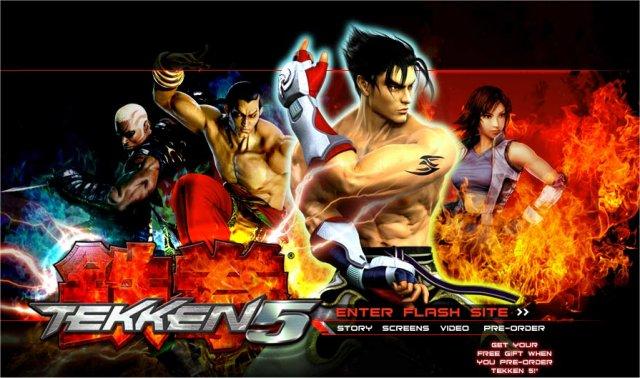 鉄拳
TEKKEN 5
®
ENTER FLASH SITE >>
STORY SCREENS VIDEO PRE-ORDER
GET YOUR
FREE GIFT WHEN
YOU PRE-ORDER
TEKKEN 5!*